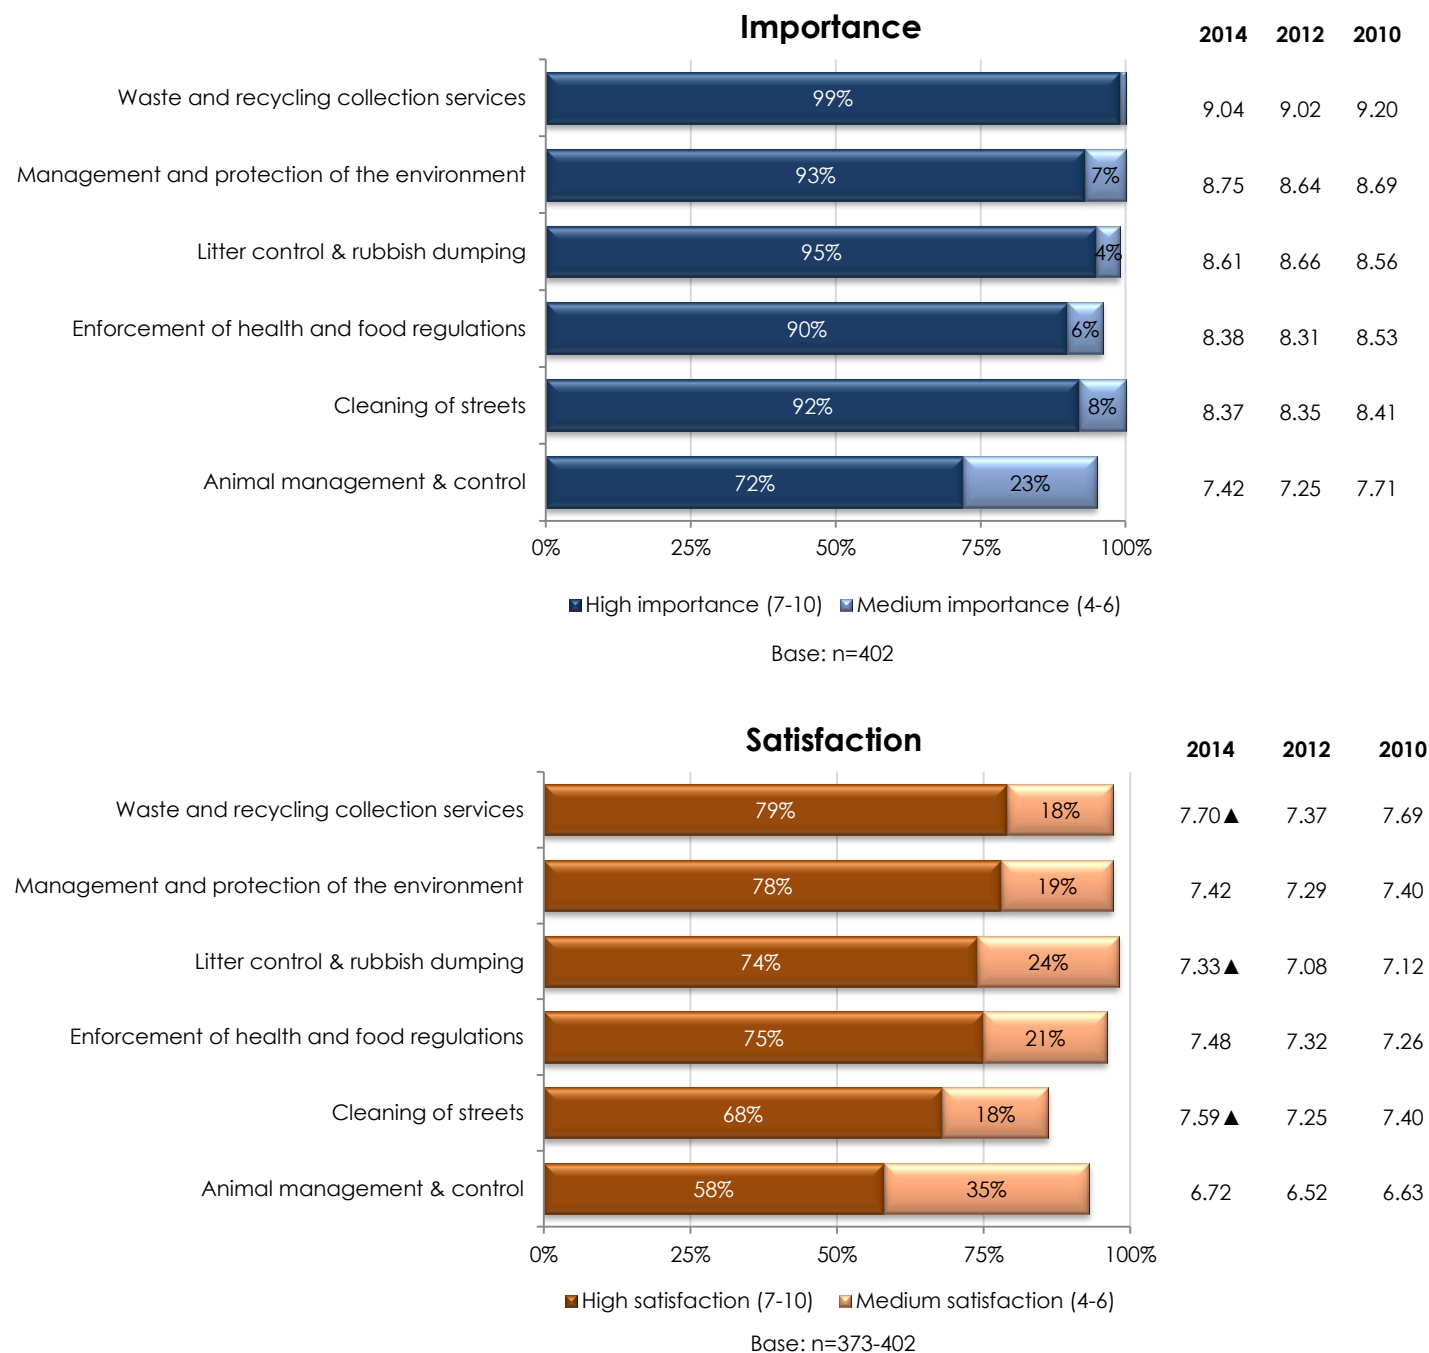 Importance 2014 2012 2010
Waste and recycling collection services 99% 9.04 9.02 9.20
Management and protection of the environment 93% 7% 8.75 8.64 8.69
Litter control & rubbish dumping 95% 4% 8.61 8.66 8.56
Enforcement of health and food regulations 90% 6% 8.38 8.31 8.53
Cleaning of streets 92% 8% 8.37 8.35 8.41
Animal management & control 72% 23% 7.42 7.25 7.71
0% 25% 50% 75% 100%
High importance (7-10) Medium importance (4-6)
Base: n=402
Satisfaction 2014 2012 2010
Waste and recycling collection services 79% 18% 7.70▲ 7.37 7.69
Management and protection of the environment 78% 19% 7.42 7.29 7.40
Litter control & rubbish dumping 74% 24% 7.33▲ 7.08 7.12
Enforcement of health and food regulations 75% 21% 7.48 7.32 7.26
Cleaning of streets 68% 18% 7.59▲ 7.25 7.40
Animal management & control 58% 35% 6.72 6.52 6.63
0% 25% 50% 75% 100%
High satisfaction (7-10) Medium satisfaction (4-6)
Base: n=373-402